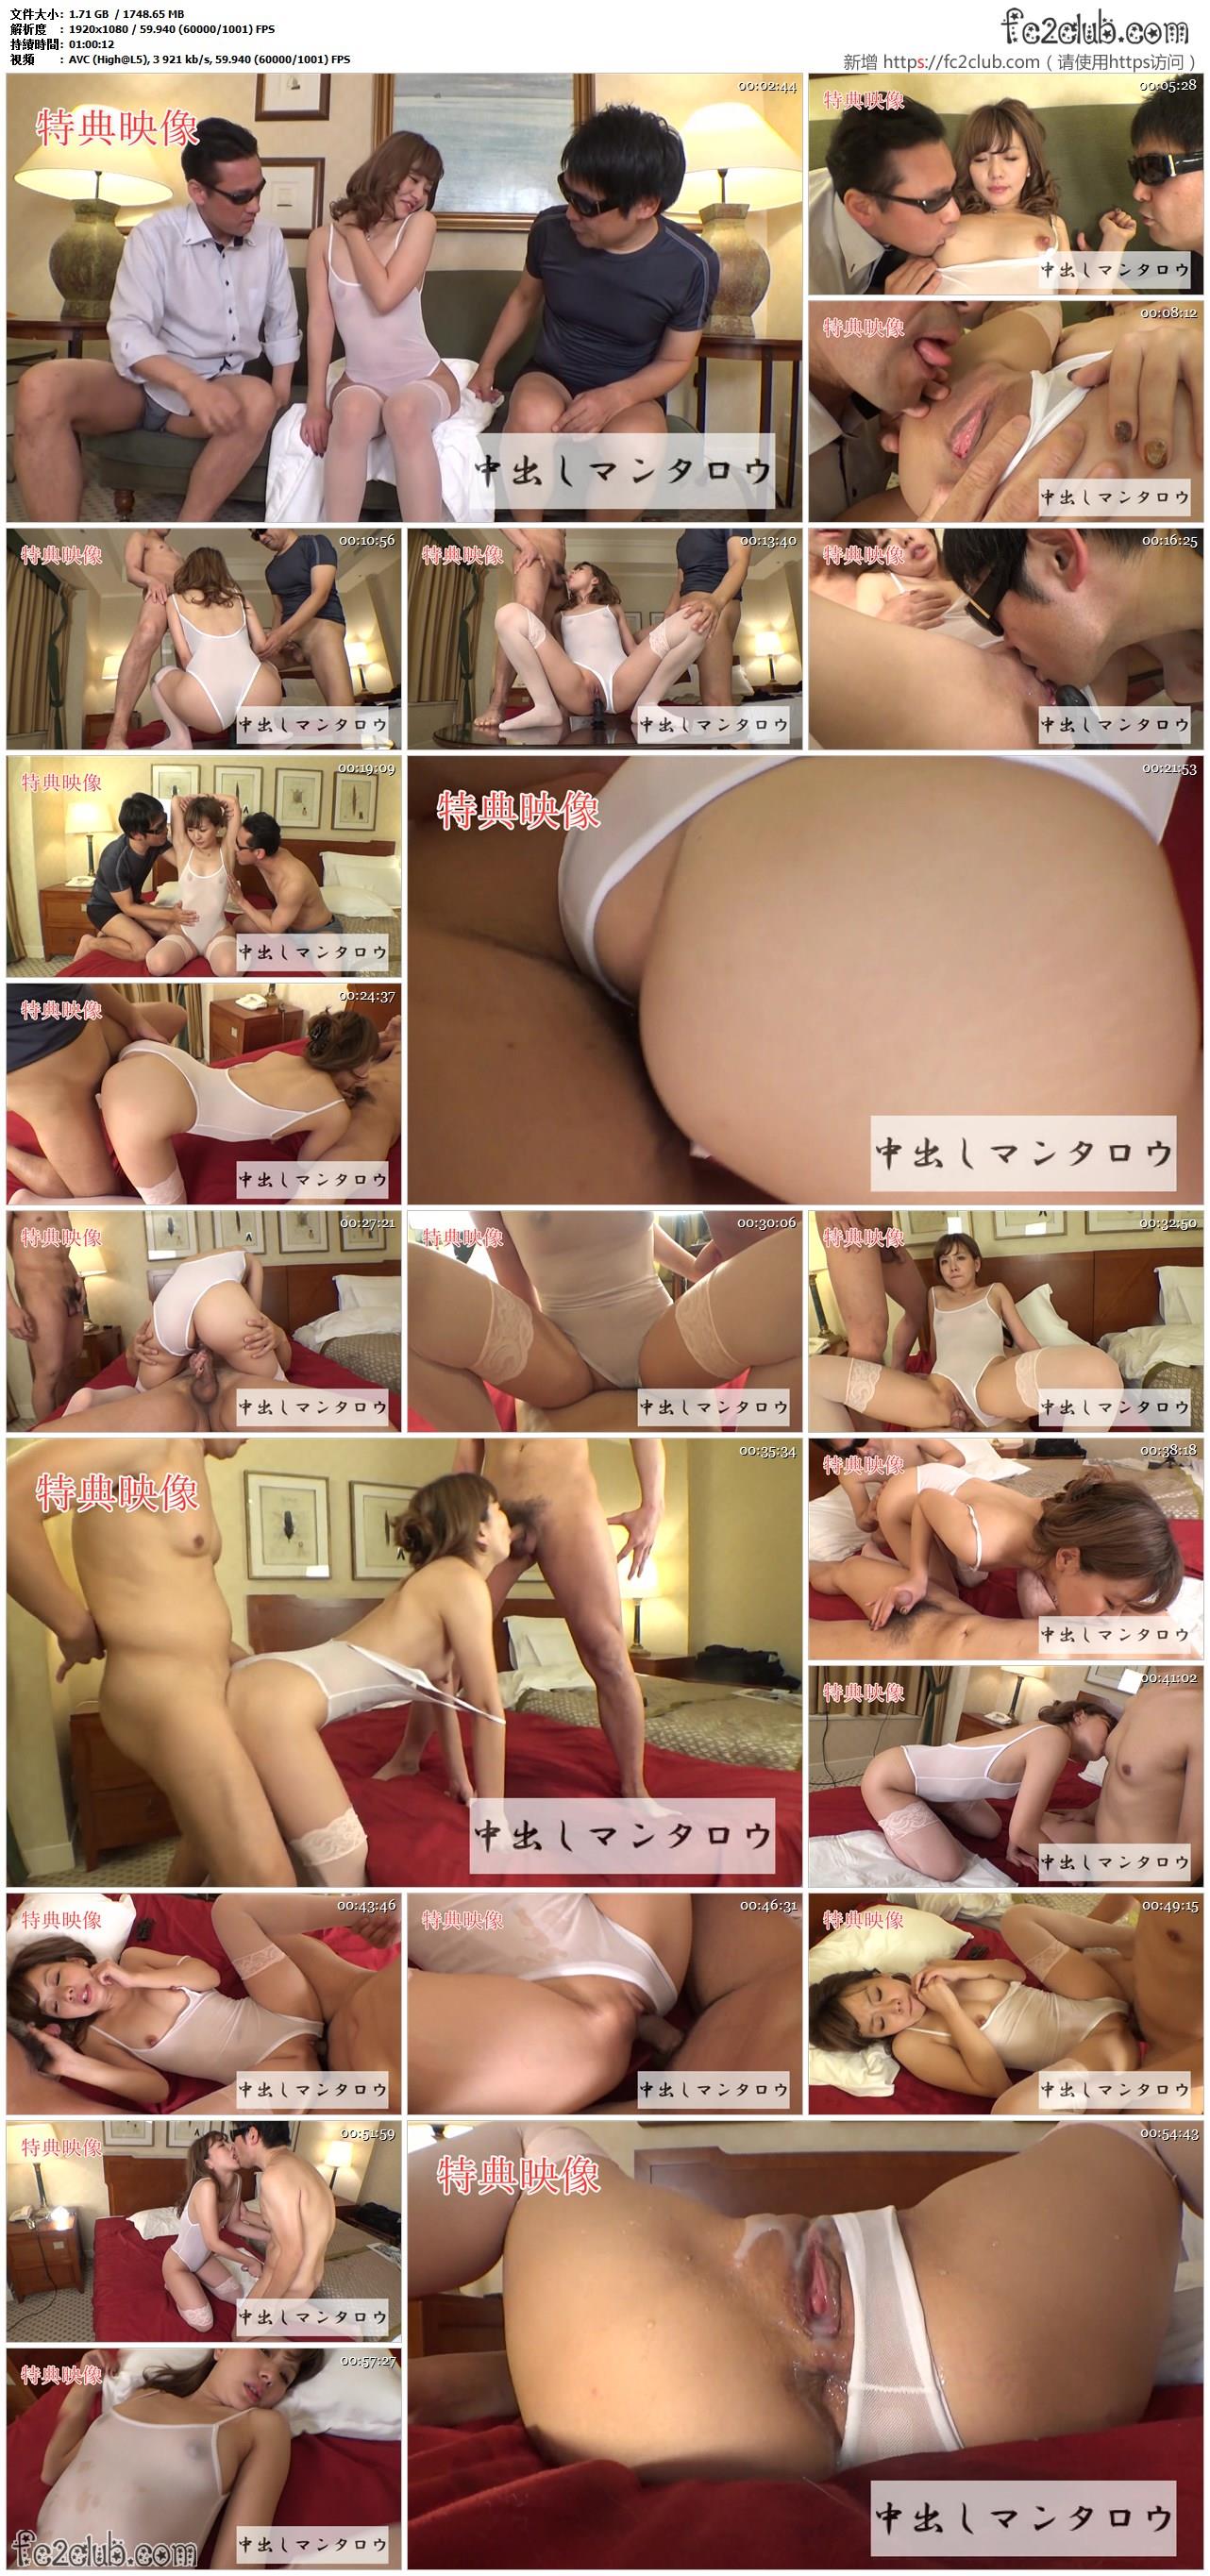 文件大小: 1.71 GB / 1748.65 MB
解析度 : 1920x1080 / 59.940 (60000/1001) FPS
持續時間: 01:00:12
視頻 : AVC (High@L5), 3 921 kb/s, 59.940 (60000/1001) FPS
fc2club.com
新增 https://fc2club.com ( 请使用https访问 )
特典映像
00:02:44
中出しマンタロウ
特典映像
00:05:28
中出しマンタロウ
特典映像
00:08:12
中出しマンタロウ
特典映像
00:10:56
中出しマンタロウ
特典映像
00:13:40
中出しマンタロウ
特典映像
00:16:25
中出しマンタロウ
特典映像
00:19:09
中出しマンタロウ
特典映像
00:21:53
中出しマンタロウ
特典映像
00:24:37
中出しマンタロウ
特典映像
00:27:21
中出しマンタロウ
特典映像
00:30:06
中出しマンタロウ
特典映像
00:32:50
中出しマンタロウ
特典映像
00:35:34
中出しマンタロウ
特典映像
00:38:18
中出しマンタロウ
特典映像
00:41:02
中出しマンタロウ
特典映像
00:43:46
中出しマンタロウ
特典映像
00:46:31
中出しマンタロウ
特典映像
00:49:15
中出しマンタロウ
特典映像
00:51:59
中出しマンタロウ
特典映像
00:54:43
中出しマンタロウ
特典映像
00:57:27
中出しマンタロウ
fc2club.com